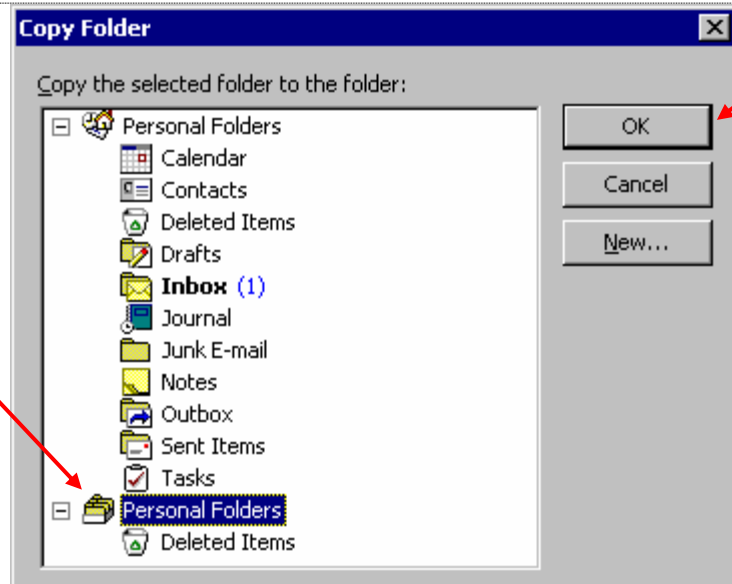 Copy Folder
Copy the selected folder to the folder:
Personal Folders
Calendar
Contacts
Deleted Items
Drafts
Inbox (1)
Journal
Junk E-mail
Notes
Outbox
Sent Items
Tasks
Personal Folders
Deleted Items
OK
Cancel
New...